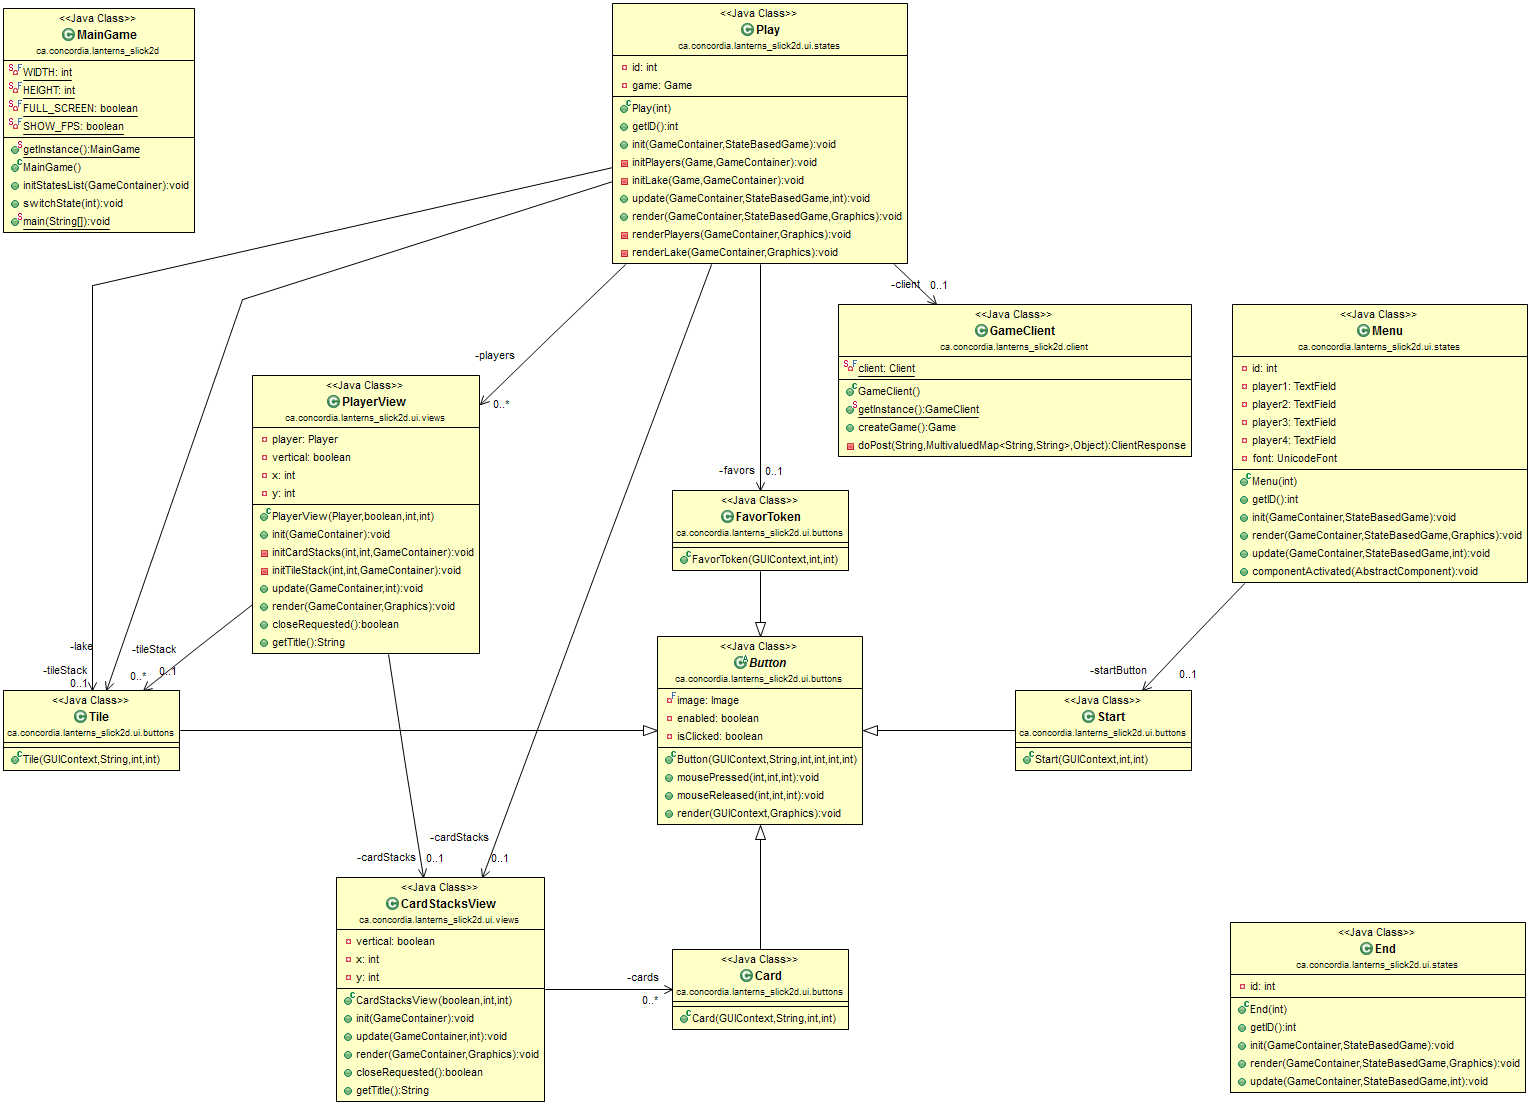 <<Java Class>>
MainGame
ca.concordia.lanterns_slick2d
WIDTH: int
HEIGHT: int
FULL_SCREEN: boolean
SHOW_FPS: boolean
getInstance():MainGame
MainGame()
initStatesList(GameContainer):void
switchState(int):void
main(String[]):void
<<Java Class>>
Play
ca.concordia.lanterns_slick2d.ui.states
id: int
game: Game
Play(int)
getID():int
init(GameContainer,StateBasedGame):void
initPlayers(Game,GameContainer):void
initLake(Game,GameContainer):void
update(GameContainer,StateBasedGame,int):void
render(GameContainer,StateBasedGame,Graphics):void
renderPlayers(GameContainer,Graphics):void
renderLake(GameContainer,Graphics):void
-client
0..1
<<Java Class>>
GameClient
ca.concordia.lanterns_slick2d.client
client: Client
GameClient()
getInstance():GameClient
createGame():Game
doPost(String,MultivaluedMap<String,String>,Object):ClientResponse
<<Java Class>>
Menu
ca.concordia.lanterns_slick2d.ui.states
id: int
player1: TextField
player2: TextField
player3: TextField
player4: TextField
font: UnicodeFont
Menu(int)
getID():int
init(GameContainer,StateBasedGame):void
render(GameContainer,StateBasedGame,Graphics):void
update(GameContainer,StateBasedGame,int):void
componentActivated(AbstractComponent):void
-players
0..*
<<Java Class>>
PlayerView
ca.concordia.lanterns_slick2d.ui.views
player: Player
vertical: boolean
x: int
y: int
PlayerView(Player,boolean,int,int)
init(GameContainer):void
initCardStacks(int,int,GameContainer):void
initTileStack(int,int,GameContainer):void
update(GameContainer,int):void
render(GameContainer,Graphics):void
closeRequested():boolean
getTitle():String
-favors
0..1
<<Java Class>>
FavorToken
ca.concordia.lanterns_slick2d.ui.buttons
FavorToken(GUIContext,int,int)
-lake
-tileStack
-tileStack
0..1
0..*
0..1
<<Java Class>>
Tile
ca.concordia.lanterns_slick2d.ui.buttons
Tile(GUIContext,String,int,int)
<<Java Class>>
Button
ca.concordia.lanterns_slick2d.ui.buttons
image: Image
enabled: boolean
isClicked: boolean
Button(GUIContext,String,int,int,int,int)
mousePressed(int,int,int):void
mouseReleased(int,int,int):void
render(GUIContext,Graphics):void
-startButton
0..1
<<Java Class>>
Start
ca.concordia.lanterns_slick2d.ui.buttons
Start(GUIContext,int,int)
-cardStacks
0..1
-cardStacks
0..1
<<Java Class>>
CardStacksView
ca.concordia.lanterns_slick2d.ui.views
vertical: boolean
x: int
y: int
CardStacksView(boolean,int,int)
init(GameContainer):void
update(GameContainer,int):void
render(GameContainer,Graphics):void
closeRequested():boolean
getTitle():String
-cards
0..*
<<Java Class>>
Card
ca.concordia.lanterns_slick2d.ui.buttons
Card(GUIContext,String,int,int)
<<Java Class>>
End
ca.concordia.lanterns_slick2d.ui.states
id: int
End(int)
getID():int
init(GameContainer,StateBasedGame):void
render(GameContainer,StateBasedGame,Graphics):void
update(GameContainer,StateBasedGame,int):void